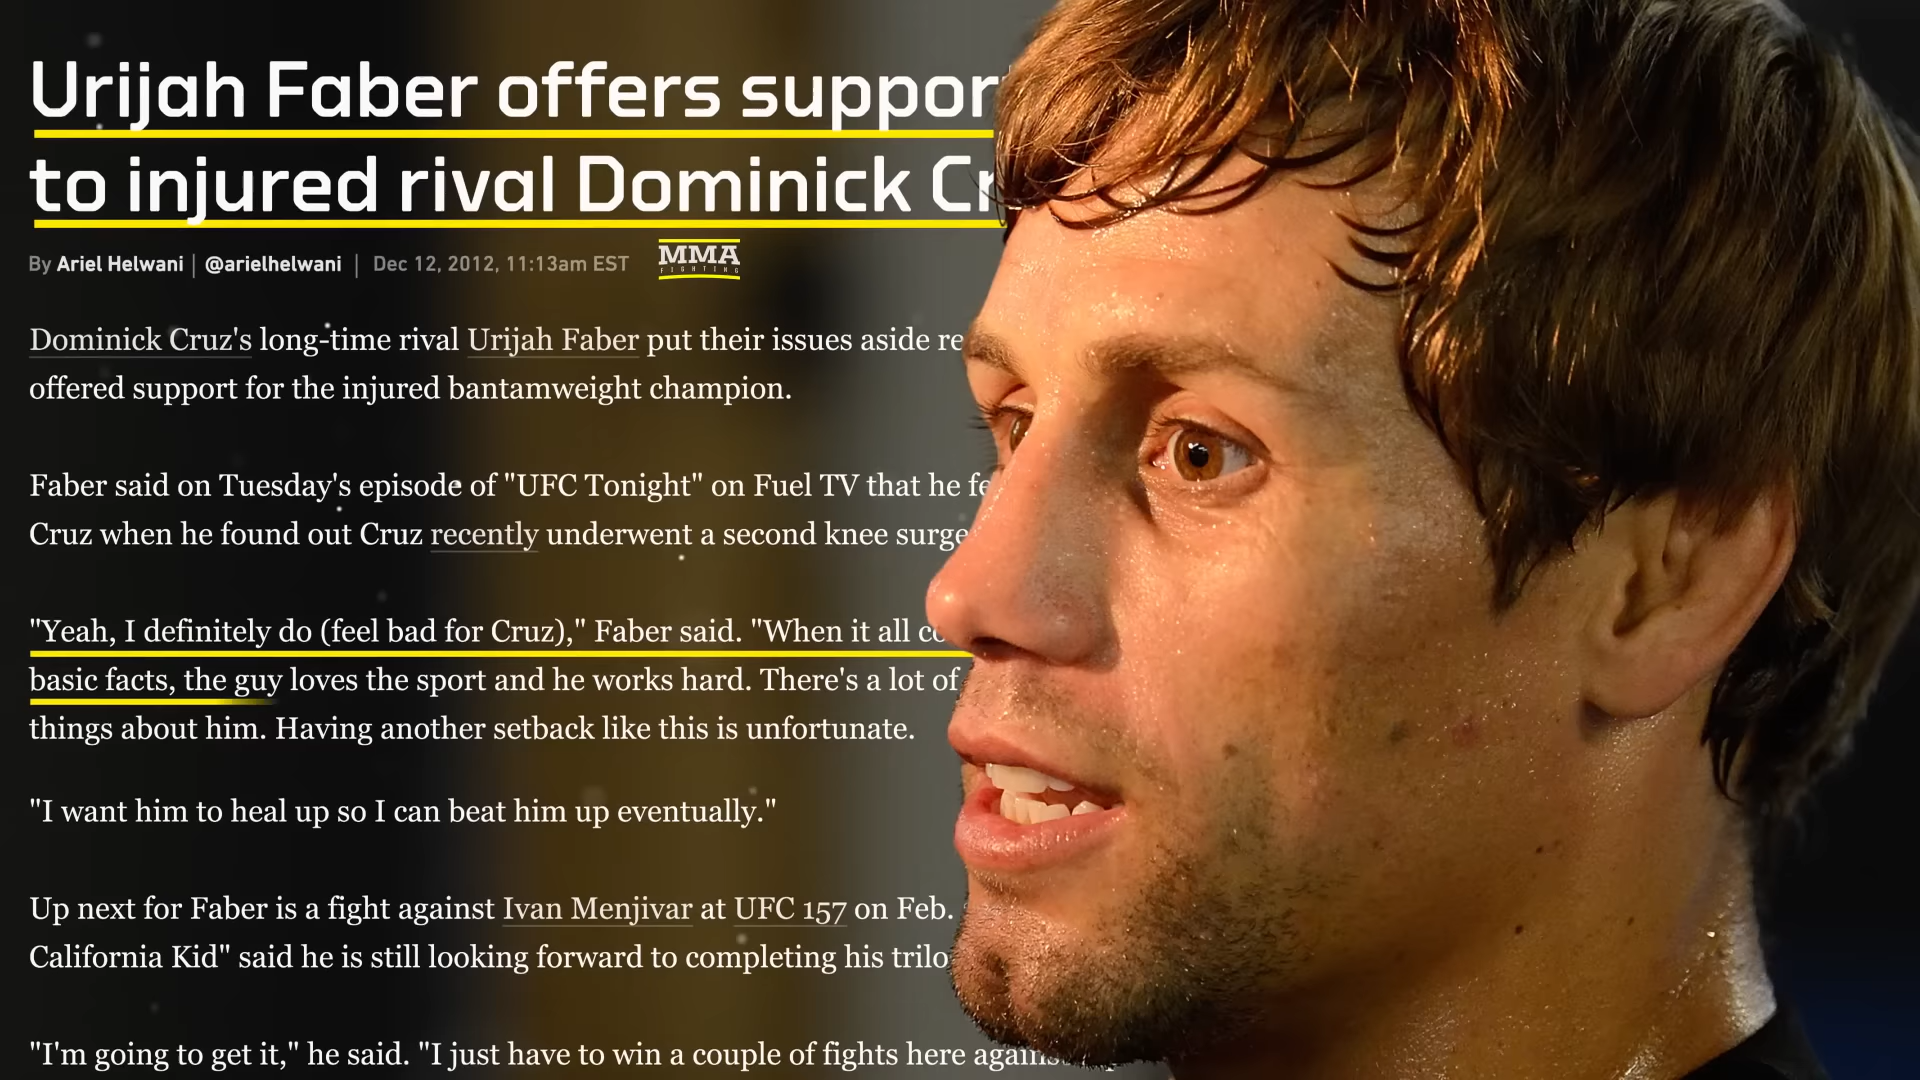 Urijah Faber offers suppor
to injured rival Dominick Cr
By Ariel Helwani | @arielhelwani | Dec 12, 2012, 11:13am EST MMA FIGHTING
Dominick Cruz's long-time rival Urijah Faber put their issues aside re
offered support for the injured bantamweight champion.
Faber said on Tuesday's episode of "UFC Tonight" on Fuel TV that he fe
Cruz when he found out Cruz recently underwent a second knee surge
"Yeah, I definitely do (feel bad for Cruz)," Faber said. "When it all co
basic facts, the guy loves the sport and he works hard. There's a lot of
things about him. Having another setback like this is unfortunate.
"I want him to heal up so I can beat him up eventually."
Up next for Faber is a fight against Ivan Menjivar at UFC 157 on Feb.
California Kid" said he is still looking forward to completing his trilo
"I'm going to get it," he said. "I just have to win a couple of fights here agains